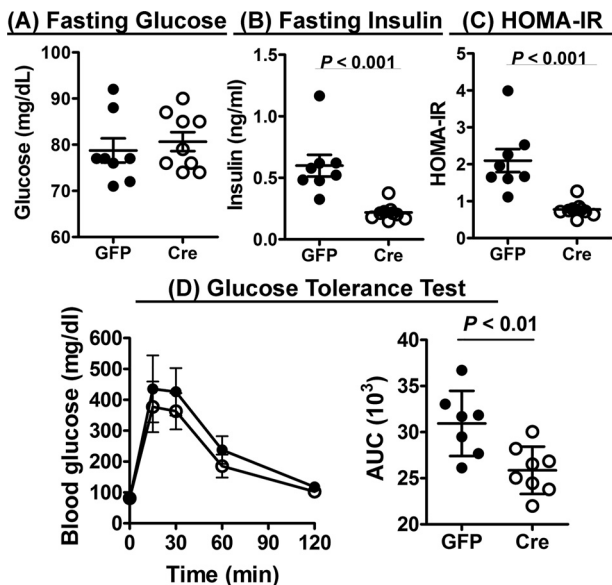 (A) Fasting Glucose
Glucose (mg/dL)
100
90
80
70
60
GFP Cre
(B) Fasting Insulin
P < 0.001
Insulin (ng/ml)
1.5
1.0
0.5
0.0
GFP Cre
(C) HOMA-IR
P < 0.001
HOMA-IR
5
4
3
2
1
0
GFP Cre
(D) Glucose Tolerance Test
Blood glucose (mg/dl)
600
500
400
300
200
100
0
0 30 60 90 120
Time (min)
P < 0.01
AUC (10³)
40
35
30
25
20
GFP Cre